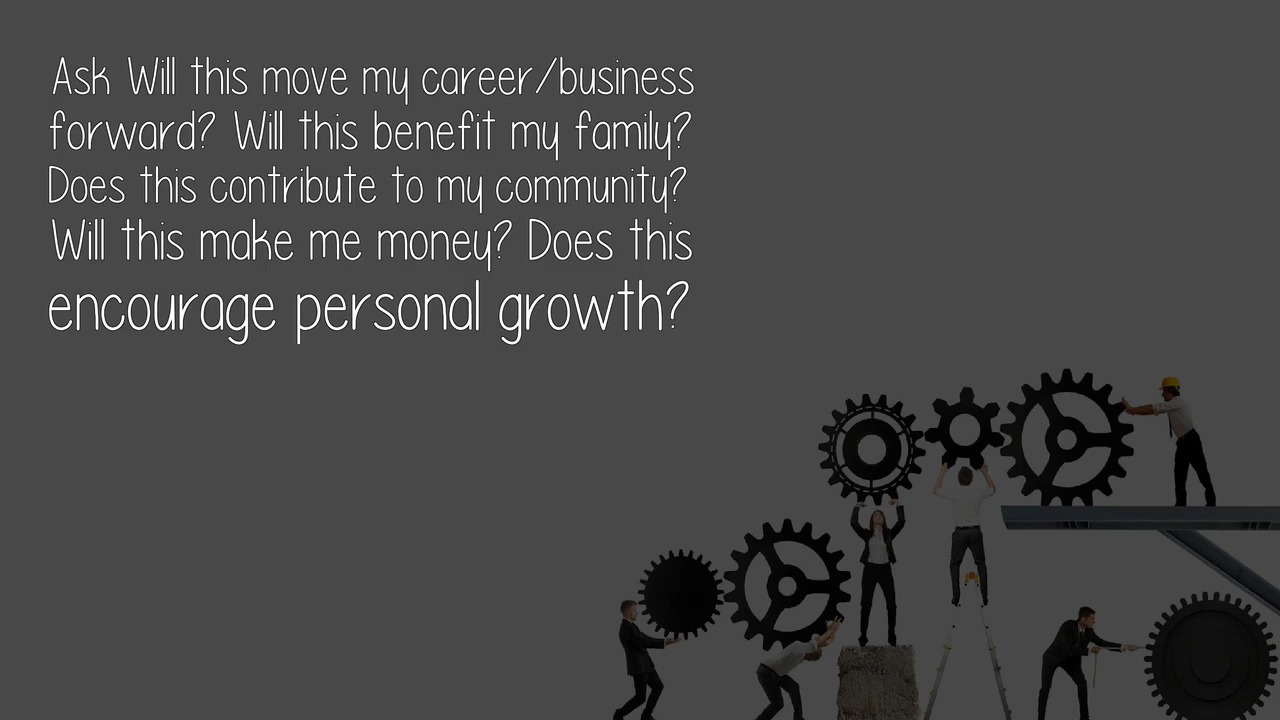 Ask Will this move my career/business
forward? Will this benefit my family?
Does this contribute to my community?
Will this make me money? Does this
encourage personal growth?